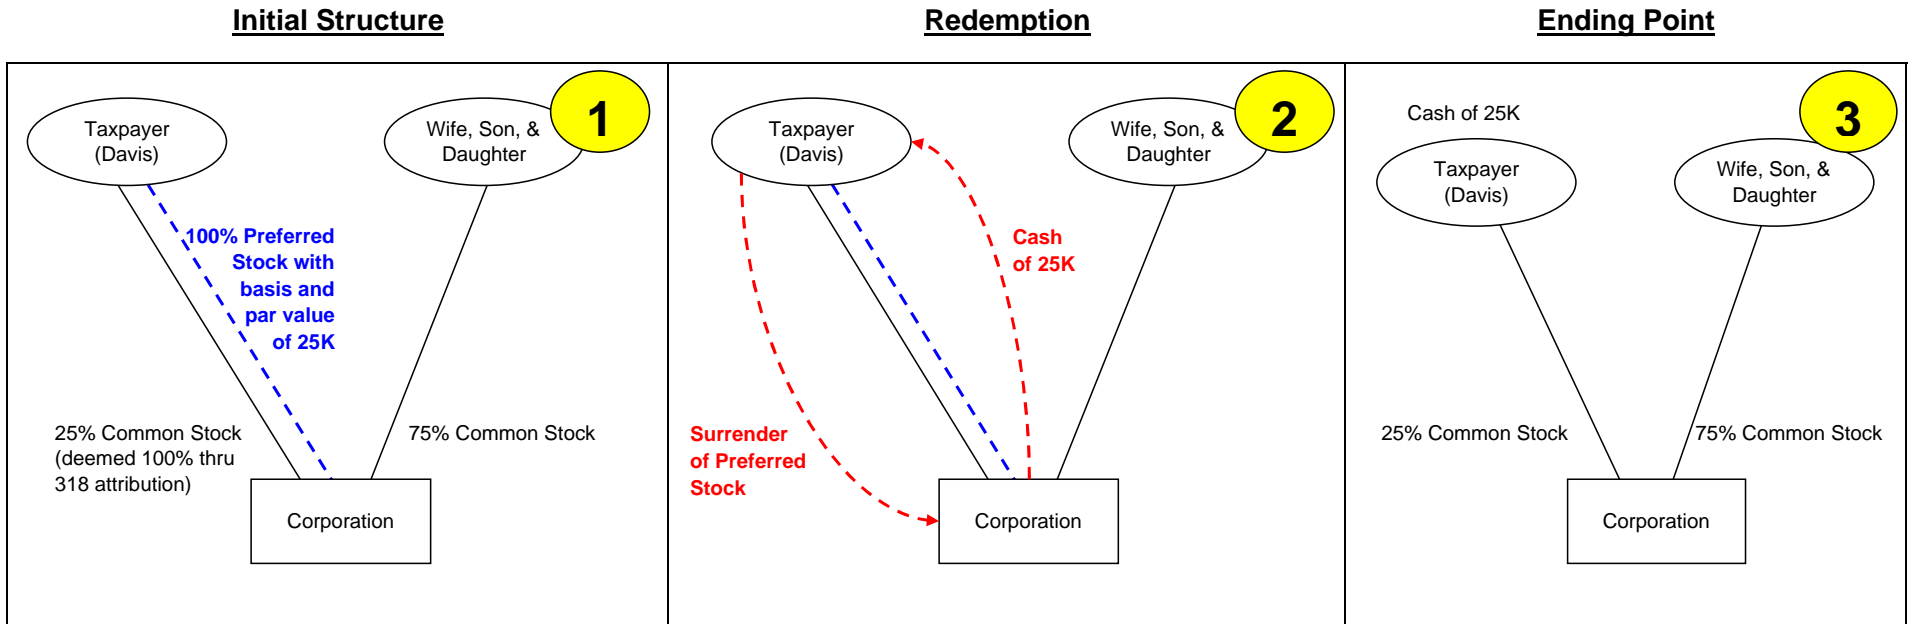 Initial Structure
Redemption
Ending Point
1
Taxpayer
(Davis)
Wife, Son, &
Daughter
100% Preferred
Stock with
basis and
par value
of 25K
25% Common Stock
(deemed 100% thru
318 attribution)
75% Common Stock
Corporation
2
Taxpayer
(Davis)
Wife, Son, &
Daughter
Cash
of 25K
Surrender
of Preferred
Stock
Corporation
3
Cash of 25K
Taxpayer
(Davis)
Wife, Son, &
Daughter
25% Common Stock
75% Common Stock
Corporation